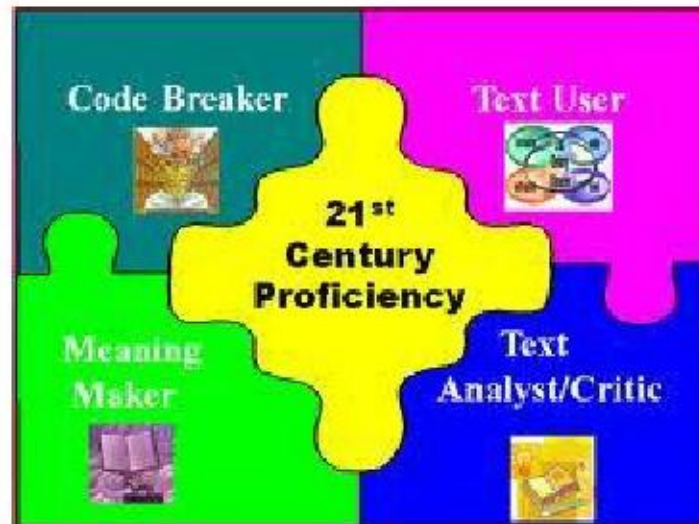 Code Breaker
Text User
21st
Century
Proficiency
Meaning
Maker
Text
Analyst/Critic